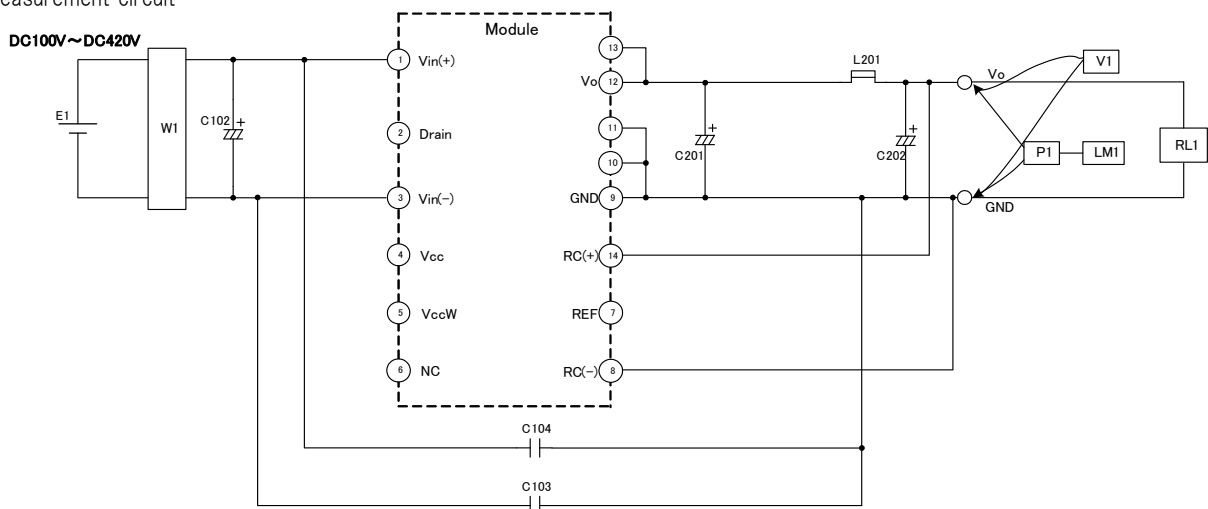 easurement circuit
DC100V～DC420V
E1
W1
C102 +
Module
1 Vin(+)
2 Drain
3 Vin(-)
4 Vcc
5 VccW
6 NC
13
Vo 12
11
10
GND 9
RC(+) 14
REF 7
RC(-) 8
+
C201
L201
+
C202
Vo
GND
V1
P1
LM1
RL1
C104
C103